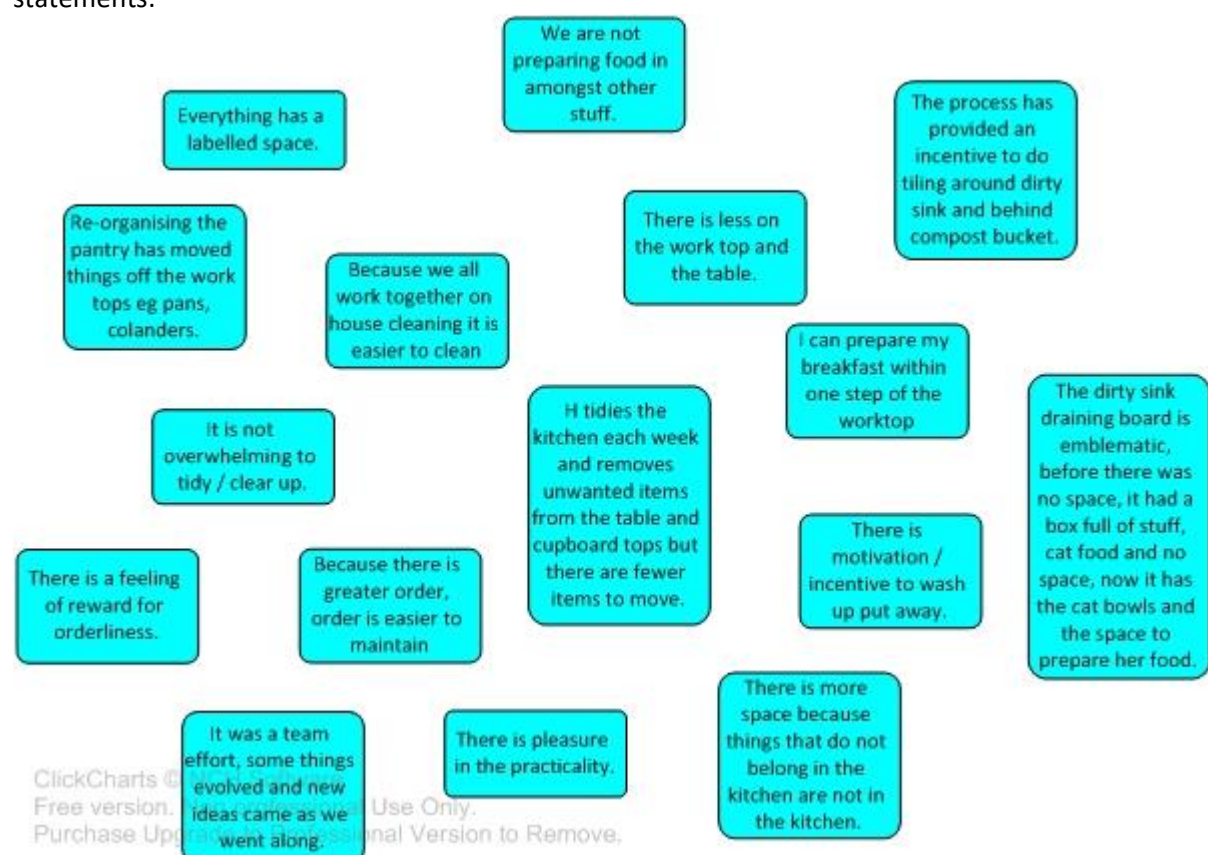 statements:
We are not
preparing food in
amongst other
stuff.
Everything has a
labelled space.
The process has
provided an
incentive to do
tiling around dirty
sink and behind
compost bucket.
Re-organising the
pantry has moved
things off the work
tops eg pans,
colanders.
There is less on
the work top and
the table.
Because we all
work together on
house cleaning it is
easier to clean
I can prepare my
breakfast within
one step of the
worktop
The dirty sink
draining board is
emblematic,
before there was
no space, it had a
box full of stuff,
cat food and no
space, now it has
the cat bowls and
the space to
prepare her food.
H tidies the
kitchen each week
and removes
unwanted items
from the table and
cupboard tops but
there are fewer
items to move.
It is not
overwhelming to
tidy / clear up.
There is
motivation /
incentive to wash
up put away.
There is a feeling
of reward for
orderliness.
Because there is
greater order,
order is easier to
maintain
There is more
space because
things that do not
belong in the
kitchen are not in
the kitchen.
It was a team
effort, some things
evolved and new
ideas came as we
went along.
There is pleasure
in the practicality.
ClickCharts © NCH Software
Free version. Non-professional Use Only.
Purchase Upgrade to Professional Version to Remove.